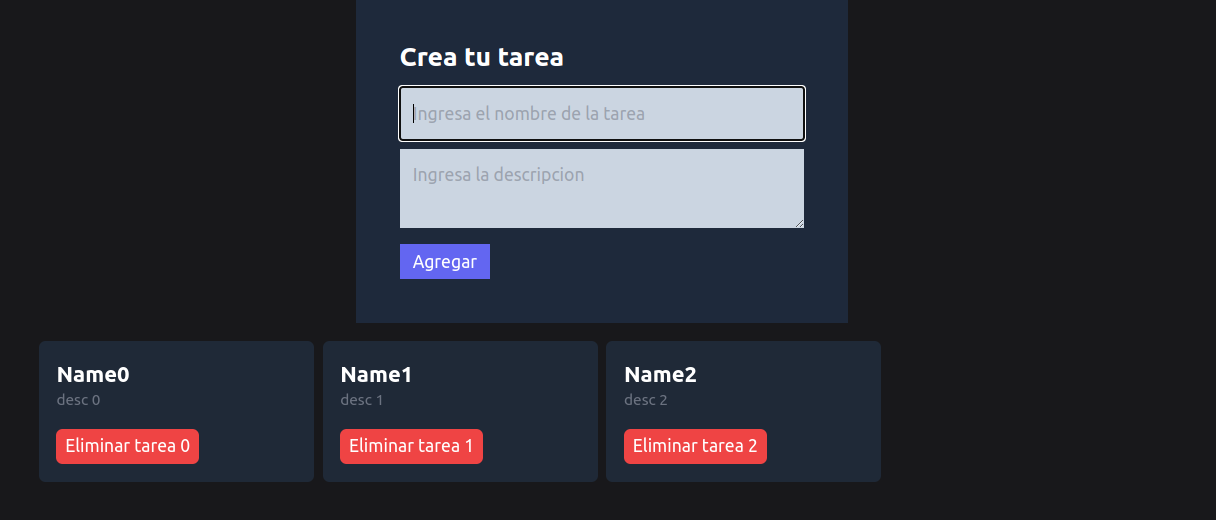 Crea tu tarea
Ingresa el nombre de la tarea
Ingresa la descripcion
Agregar
Name0
desc 0
Eliminar tarea 0
Name1
desc 1
Eliminar tarea 1
Name2
desc 2
Eliminar tarea 2